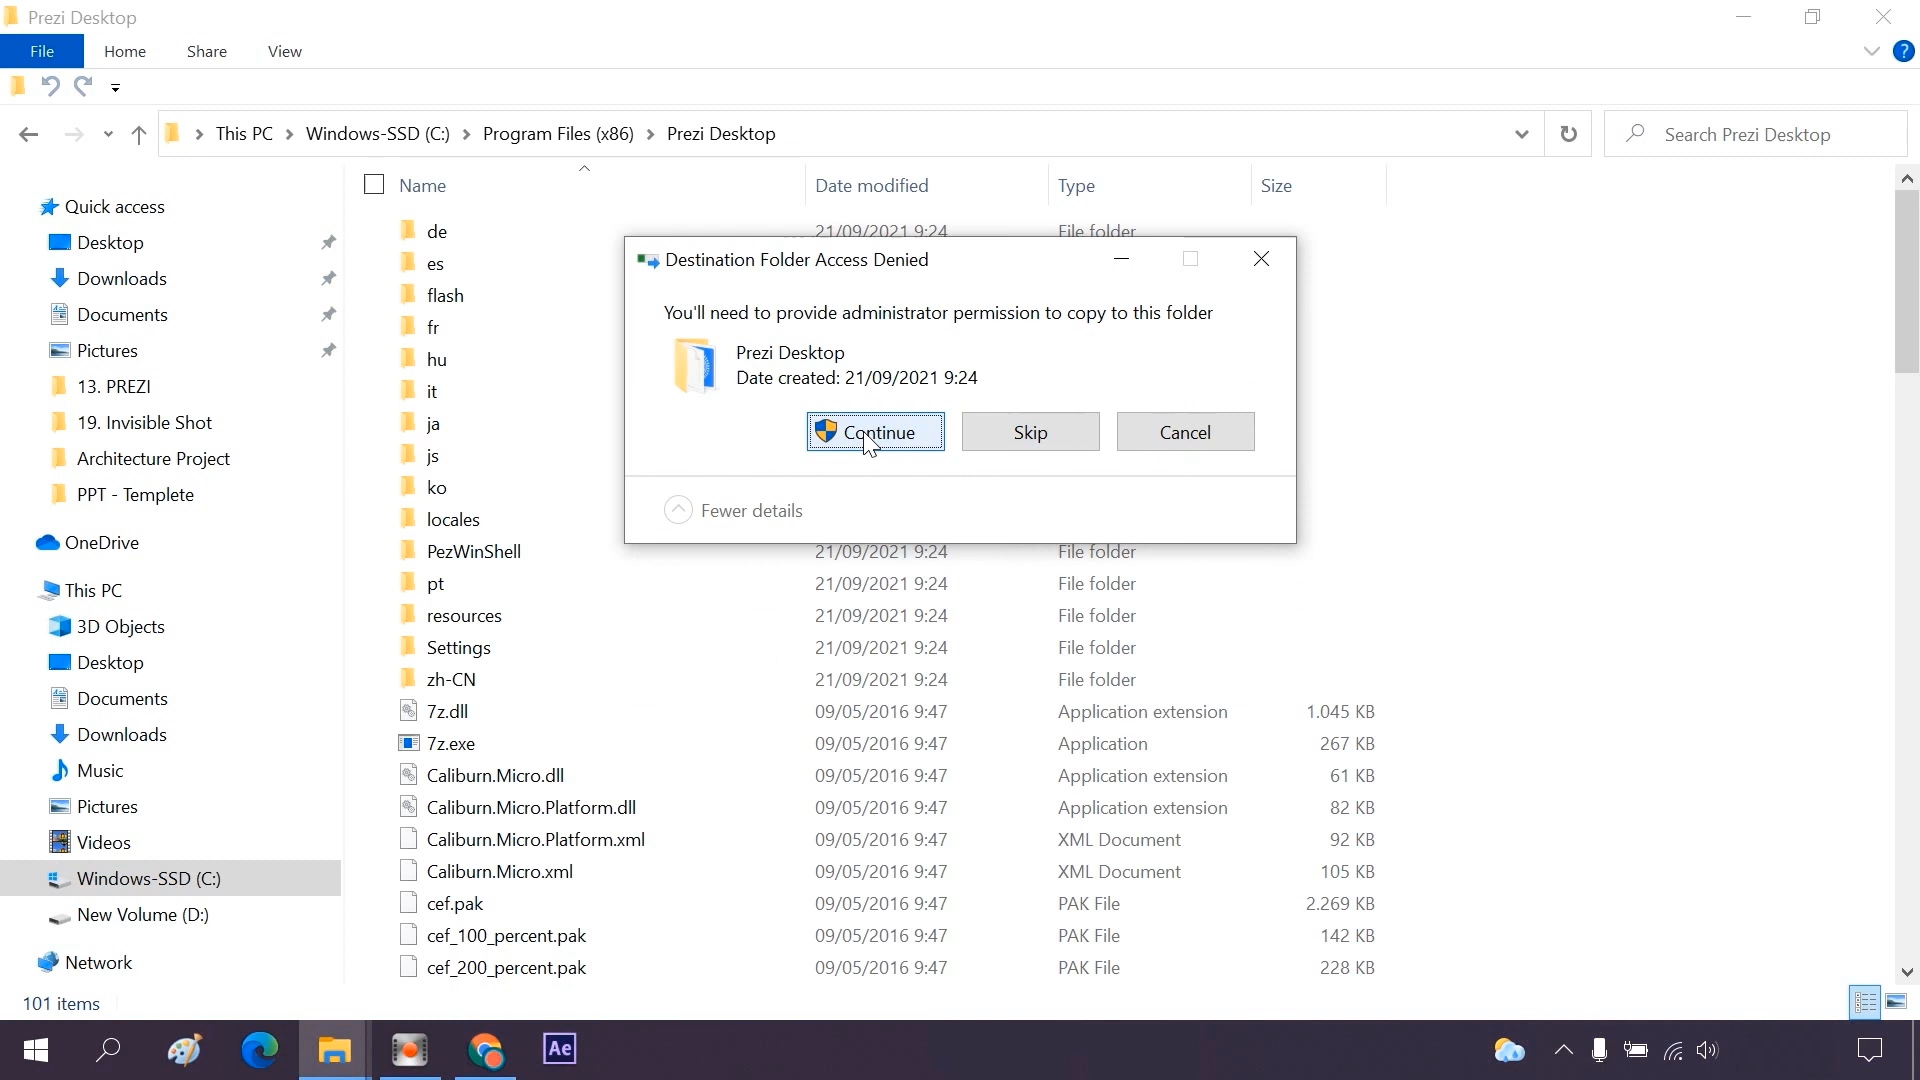 Prezi Desktop
File Home Share View
?
This PC Windows-SSD (C:) Program Files (x86) Prezi Desktop
Search Prezi Desktop
Name Date modified Type Size
Quick access
Desktop
Downloads
Documents
Pictures
13. PREZI
19. Invisible Shot
Architecture Project
PPT - Templete
OneDrive
This PC
3D Objects
Desktop
Documents
Downloads
Music
Pictures
Videos
Windows-SSD (C:)
New Volume (D:)
Network
de 21/09/2021 9:24 File folder
es
flash
fr
hu
it
ja
js
ko
locales
PezWinShell 21/09/2021 9:24 File folder
pt 21/09/2021 9:24 File folder
resources 21/09/2021 9:24 File folder
Settings 21/09/2021 9:24 File folder
zh-CN 21/09/2021 9:24 File folder
7z.dll 09/05/2016 9:47 Application extension 1.045 KB
7z.exe 09/05/2016 9:47 Application 267 KB
Caliburn.Micro.dll 09/05/2016 9:47 Application extension 61 KB
Caliburn.Micro.Platform.dll 09/05/2016 9:47 Application extension 82 KB
Caliburn.Micro.Platform.xml 09/05/2016 9:47 XML Document 92 KB
Caliburn.Micro.xml 09/05/2016 9:47 XML Document 105 KB
cef.pak 09/05/2016 9:47 PAK File 2.269 KB
cef_100_percent.pak 09/05/2016 9:47 PAK File 142 KB
cef_200_percent.pak 09/05/2016 9:47 PAK File 228 KB
Destination Folder Access Denied
You'll need to provide administrator permission to copy to this folder
Prezi Desktop
Date created: 21/09/2021 9:24
Continue Skip Cancel
Fewer details
101 items
Ae